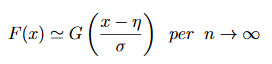 F(x) ≃ G((x − η)/σ) per n → ∞